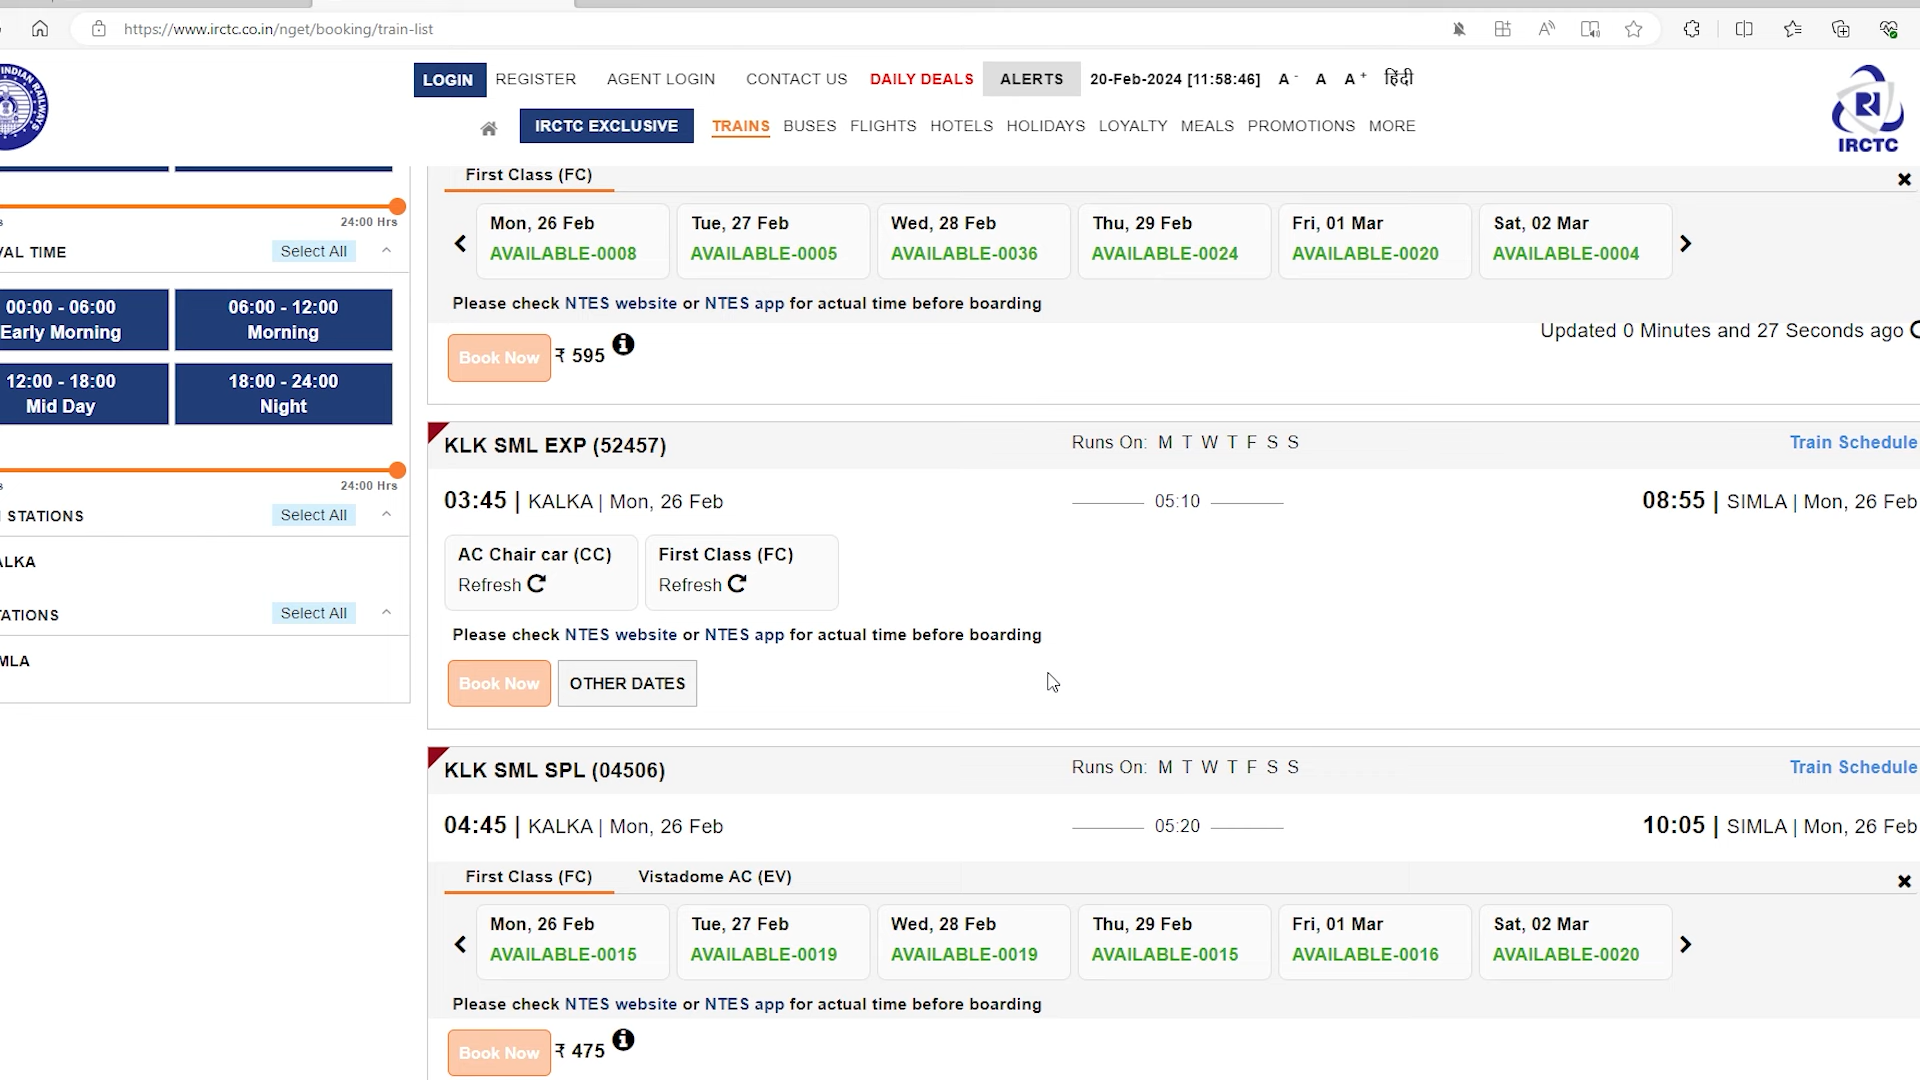 https://www.irctc.co.in/nget/booking/train-list
LOGIN REGISTER AGENT LOGIN CONTACT US DAILY DEALS ALERTS 20-Feb-2024 [11:58:46] A - A A + हिंदी
IRCTC EXCLUSIVE TRAINS BUSES FLIGHTS HOTELS HOLIDAYS LOYALTY MEALS PROMOTIONS MORE
IRCTC
24:00 Hrs
VAL TIME Select All
00:00 - 06:00
Early Morning
06:00 - 12:00
Morning
12:00 - 18:00
Mid Day
18:00 - 24:00
Night
24:00 Hrs
STATIONS Select All
ALKA
TATIONS Select All
MLA
First Class (FC)
Mon, 26 Feb Tue, 27 Feb Wed, 28 Feb Thu, 29 Feb Fri, 01 Mar Sat, 02 Mar
AVAILABLE-0008 AVAILABLE-0005 AVAILABLE-0036 AVAILABLE-0024 AVAILABLE-0020 AVAILABLE-0004
Please check NTES website or NTES app for actual time before boarding
Updated 0 Minutes and 27 Seconds ago
Book Now ₹ 595
KLK SML EXP (52457) Runs On: M T W T F S S Train Schedule
03:45 | KALKA | Mon, 26 Feb 05:10 08:55 | SIMLA | Mon, 26 Feb
AC Chair car (CC) First Class (FC)
Refresh Refresh
Please check NTES website or NTES app for actual time before boarding
Book Now OTHER DATES
KLK SML SPL (04506) Runs On: M T W T F S S Train Schedule
04:45 | KALKA | Mon, 26 Feb 05:20 10:05 | SIMLA | Mon, 26 Feb
First Class (FC) Vistadome AC (EV)
Mon, 26 Feb Tue, 27 Feb Wed, 28 Feb Thu, 29 Feb Fri, 01 Mar Sat, 02 Mar
AVAILABLE-0015 AVAILABLE-0019 AVAILABLE-0019 AVAILABLE-0015 AVAILABLE-0016 AVAILABLE-0020
Please check NTES website or NTES app for actual time before boarding
Book Now ₹ 475